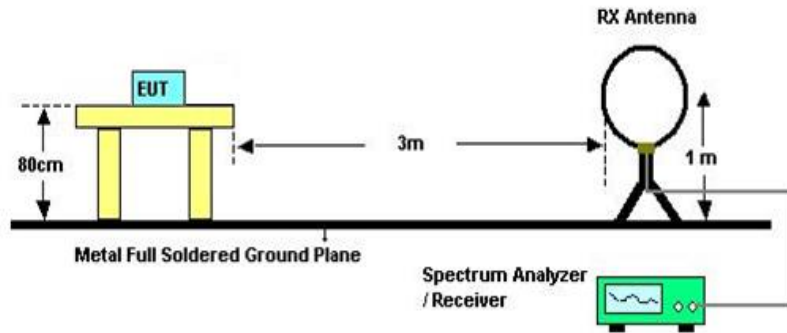 RX Antenna
EUT
80cm
3m
1 m
Metal Full Soldered Ground Plane
Spectrum Analyzer
/ Receiver